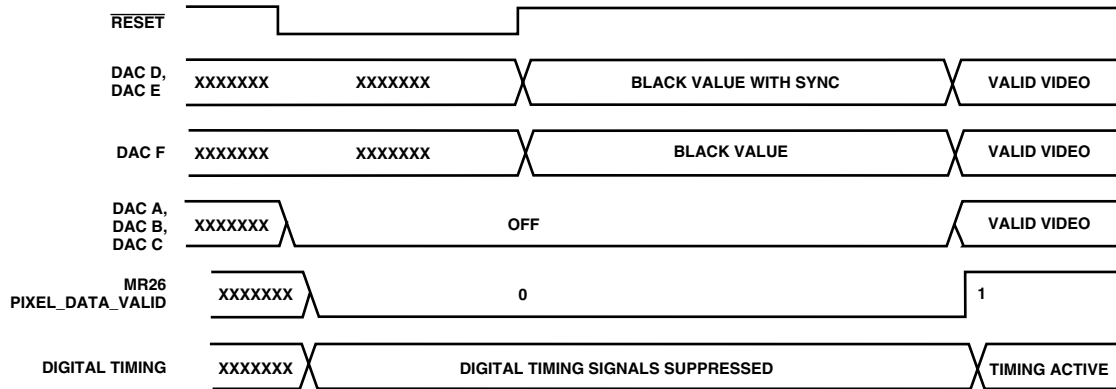 RESET
DAC D,
DAC E
XXXXXXX XXXXXXX BLACK VALUE WITH SYNC VALID VIDEO
DAC F XXXXXXX XXXXXXX BLACK VALUE VALID VIDEO
DAC A,
DAC B,
DAC C
XXXXXXX OFF VALID VIDEO
MR26
PIXEL_DATA_VALID
XXXXXXX 0 1
DIGITAL TIMING XXXXXXX DIGITAL TIMING SIGNALS SUPPRESSED TIMING ACTIVE